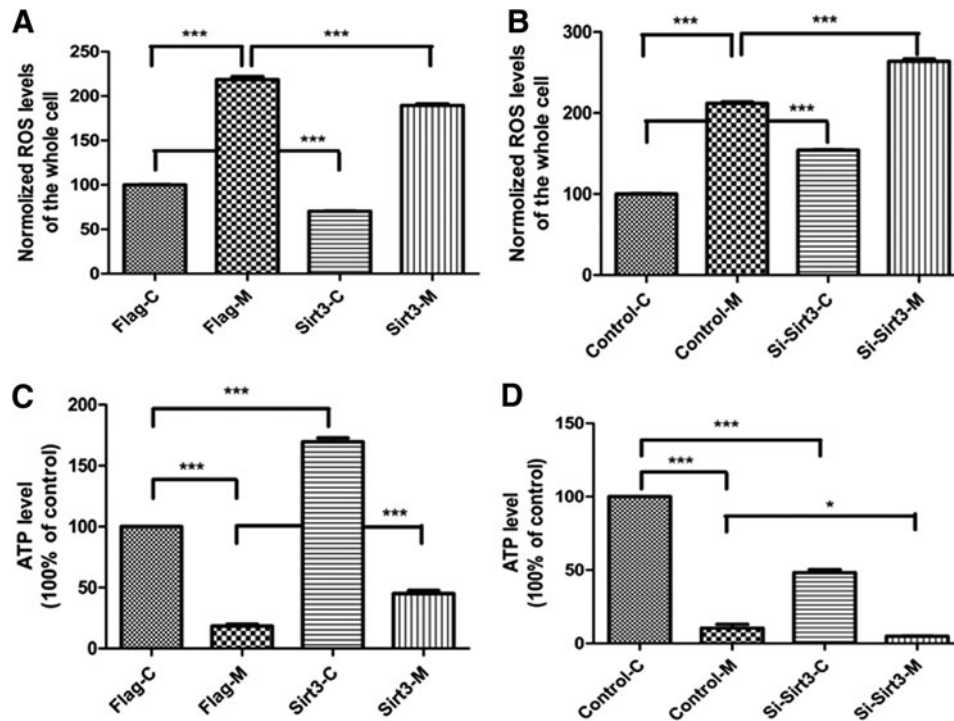 A
Normolized ROS levels
of the whole cell
250
200
150
100
50
0
***
***
***
Flag-C
Flag-M
Sirt3-C
Sirt3-M
B
Normolized ROS levels
of the whole cell
300
200
100
0
***
***
***
Control-C
Control-M
Si-Sirt3-C
Si-Sirt3-M
C
ATP level
(100% of control)
200
150
100
50
0
***
***
***
Flag-C
Flag-M
Sirt3-C
Sirt3-M
D
ATP level
(100% of control)
150
100
50
0
***
***
*
Control-C
Control-M
Si-Sirt3-C
Si-Sirt3-M